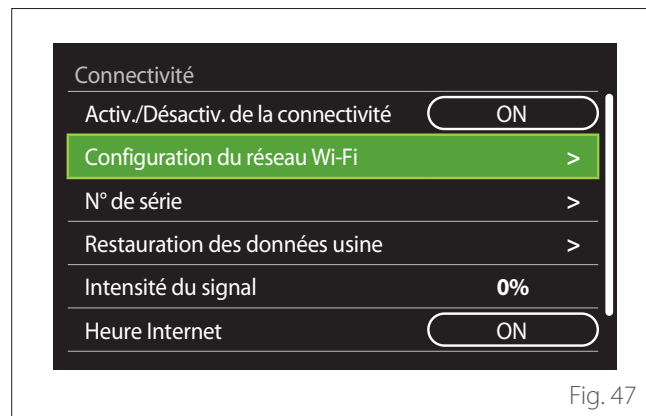 Connectivité
Activ./Désactiv. de la connectivité ON
Configuration du réseau Wi-Fi >
N° de série >
Restauration des données usine >
Intensité du signal 0%
Heure Internet ON
Fig. 47